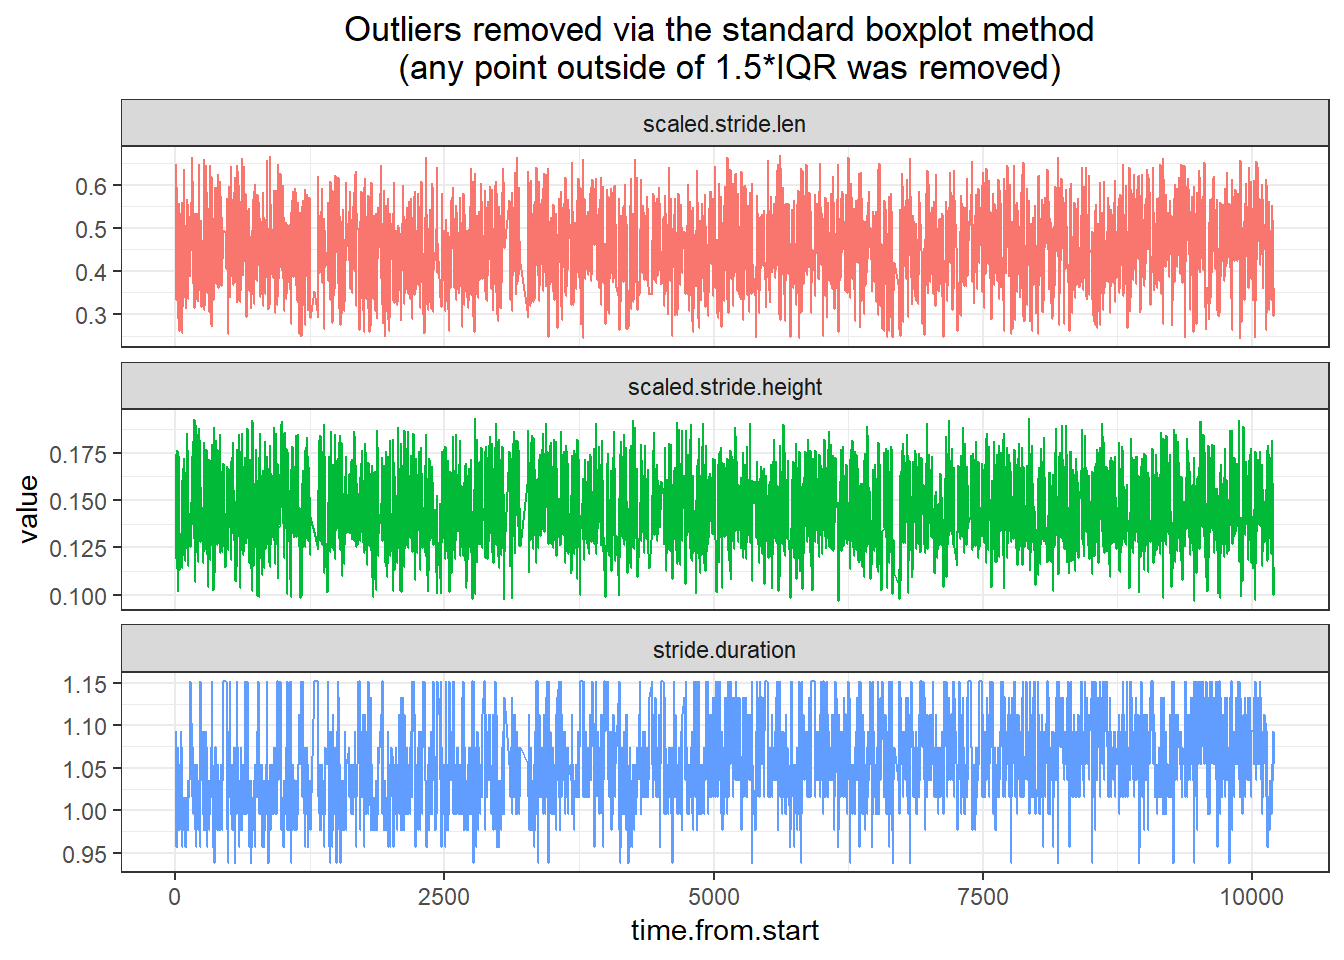 Outliers removed via the standard boxplot method
(any point outside of 1.5*IQR was removed)
scaled.stride.len
0.6
0.5
0.4
0.3
scaled.stride.height
0.175
0.150
0.125
0.100
value
stride.duration
1.15
1.10
1.05
1.00
0.95
0 2500 5000 7500 10000
time.from.start